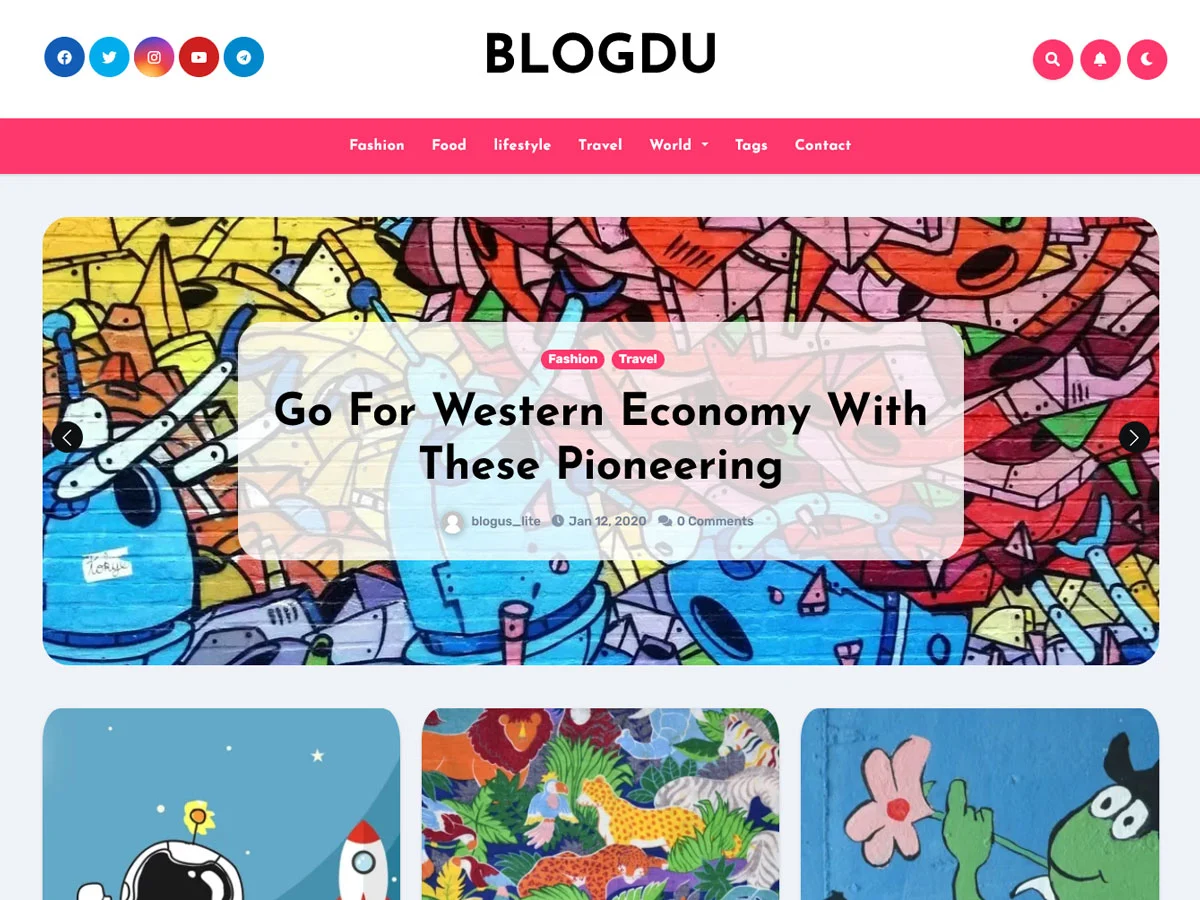 BLOGDU
Fashion Food lifestyle Travel World Tags Contact
Fashion Travel
Go For Western Economy With
These Pioneering
blogus_lite Jan 12, 2020 0 Comments